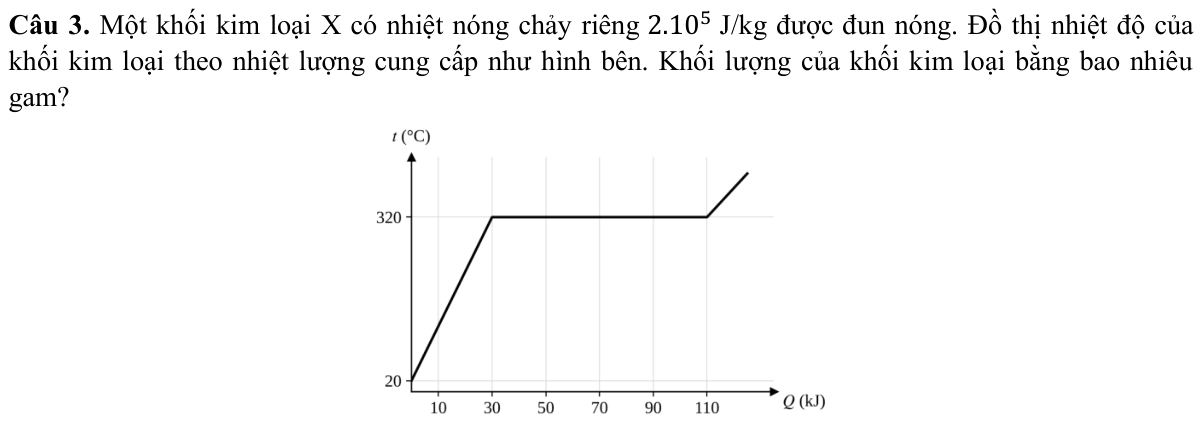 Câu 3. Một khối kim loại X có nhiệt nóng chảy riêng 2.10⁵ J/kg được đun nóng. Đồ thị nhiệt độ của
khối kim loại theo nhiệt lượng cung cấp như hình bên. Khối lượng của khối kim loại bằng bao nhiêu
gam?
t (°C)
320
20
10 30 50 70 90 110 Q (kJ)